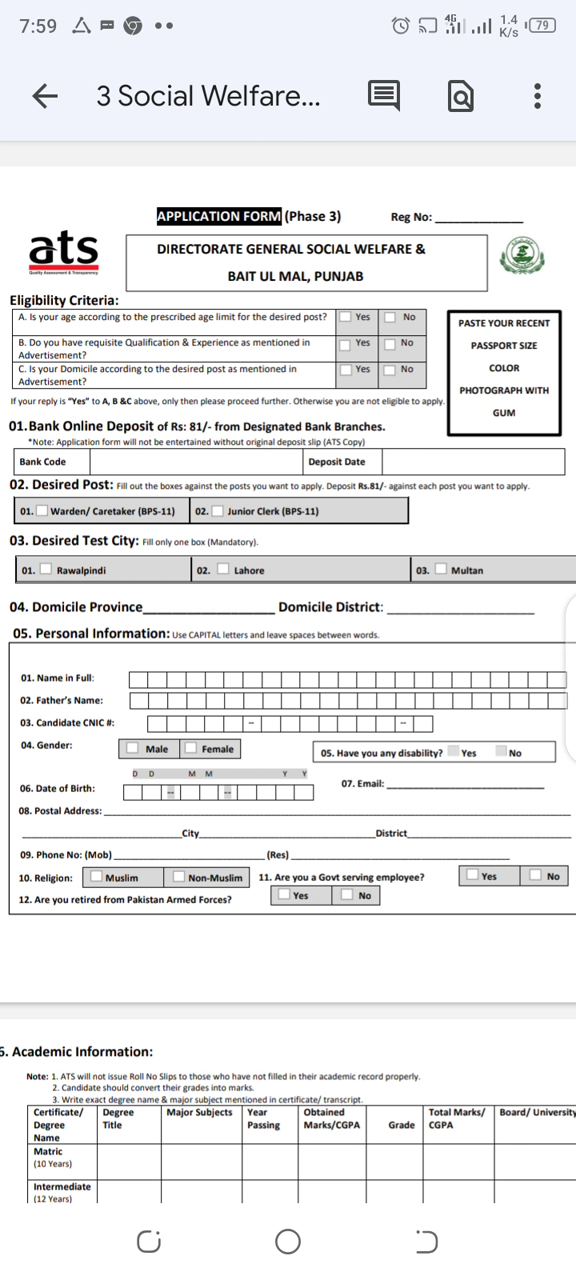 7:59
4G 1.4 K/s 79
3 Social Welfare...
APPLICATION FORM (Phase 3) Reg No: ____________
ats
Quality Assessment & Transparency
DIRECTORATE GENERAL SOCIAL WELFARE &
BAIT UL MAL, PUNJAB
Eligibility Criteria:
A. Is your age according to the prescribed age limit for the desired post? Yes No
B. Do you have requisite Qualification & Experience as mentioned in
Advertisement? Yes No
C. Is your Domicile according to the desired post as mentioned in
Advertisement? Yes No
PASTE YOUR RECENT
PASSPORT SIZE
COLOR
PHOTOGRAPH WITH
GUM
If your reply is "Yes" to A, B &C above, only then please proceed further. Otherwise you are not eligible to apply.
01.Bank Online Deposit of Rs: 81/- from Designated Bank Branches.
*Note: Application form will not be entertained without original deposit slip (ATS Copy)
Bank Code Deposit Date
02. Desired Post: Fill out the boxes against the posts you want to apply. Deposit Rs.81/- against each post you want to apply.
01. Warden/ Caretaker (BPS-11) 02. Junior Clerk (BPS-11)
03. Desired Test City: Fill only one box (Mandatory).
01. Rawalpindi 02. Lahore 03. Multan
04. Domicile Province__________________ Domicile District: ____________________
05. Personal Information: Use CAPITAL letters and leave spaces between words.
01. Name in Full:
02. Father's Name:
03. Candidate CNIC #: – –
04. Gender: Male Female 05. Have you any disability? Yes No
D D M M Y Y
06. Date of Birth: – – 07. Email: ____________________
08. Postal Address: ____________________
____________________City____________________District____________________
09. Phone No: (Mob)____________________(Res)____________________
10. Religion: Muslim Non-Muslim 11. Are you a Govt serving employee? Yes No
12. Are you retired from Pakistan Armed Forces? Yes No
6. Academic Information:
Note: 1. ATS will not issue Roll No Slips to those who have not filled in their academic record properly.
2. Candidate should convert their grades into marks.
3. Write exact degree name & major subject mentioned in certificate/ transcript.
Certificate/ Degree Name Degree Title Major Subjects Year Passing Obtained Marks/CGPA Grade Total Marks/ CGPA Board/ University
Matric
(10 Years)
Intermediate
(12 Years)